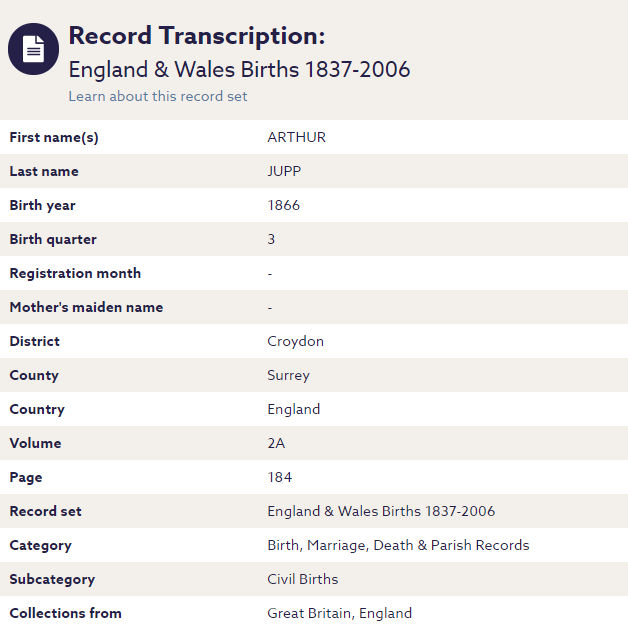 Record Transcription:
England & Wales Births 1837-2006
Learn about this record set
First name(s) ARTHUR
Last name JUPP
Birth year 1866
Birth quarter 3
Registration month -
Mother's maiden name -
District Croydon
County Surrey
Country England
Volume 2A
Page 184
Record set England & Wales Births 1837-2006
Category Birth, Marriage, Death & Parish Records
Subcategory Civil Births
Collections from Great Britain, England